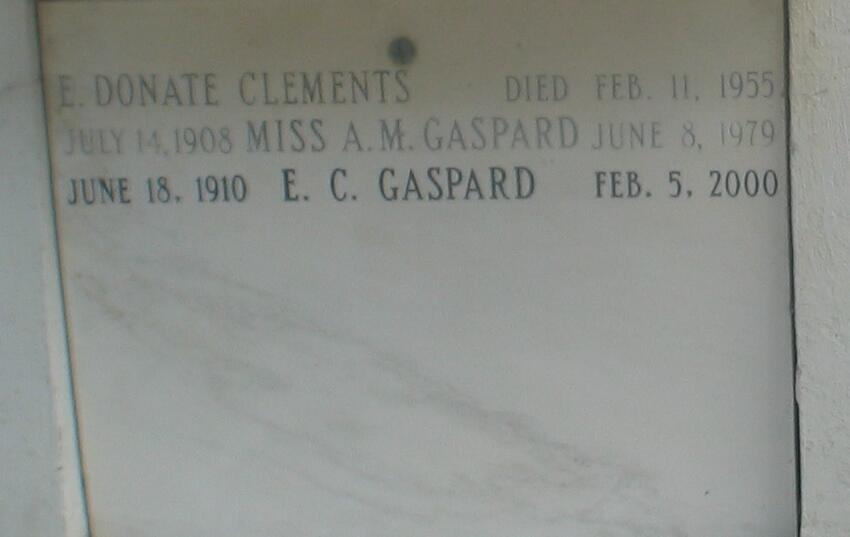 E. DONATE CLEMENTS DIED FEB. 11, 1955
JULY 14, 1908 MISS A. M. GASPARD JUNE 8, 1979
JUNE 18, 1910 E. C. GASPARD FEB. 5, 2000